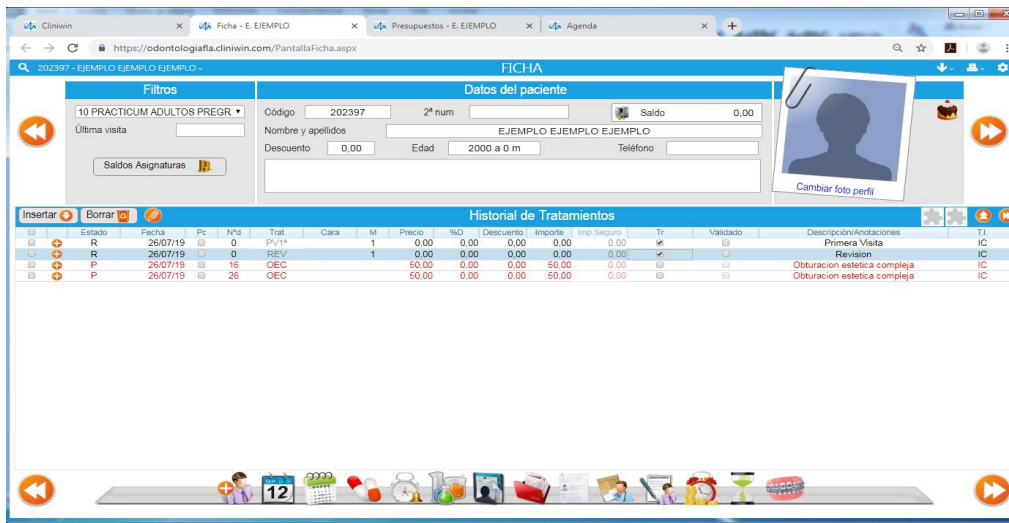 Cliniwin Ficha - E. EJEMPLO Presupuestos - E. EJEMPLO Agenda
https://odontologiafla.cliniwin.com/PantallaFicha.aspx
202397 - EJEMPLO EJEMPLO EJEMPLO FICHA
Filtros Datos del paciente
10 PRACTICUM ADULTOS PREGR Código 202397 2ª num Saldo 0,00
Última visita Nombre y apellidos EJEMPLO EJEMPLO EJEMPLO
Descuento 0,00 Edad 2000 a 0 m Teléfono
Saldos Asignaturas
Cambiar foto perfil
Insertar Borrar Historial de Tratamientos
Estado Fecha Pc Nºd Trat Cara M Precio %D Descuento Importe Imp.Seguro Tr Validado Descripción/Anotaciones T.I.
R 26/07/19 0 PV1ª 1 0,00 0,00 0,00 0,00 0,00 Primera Visita IC
R 26/07/19 0 REV 1 0,00 0,00 0,00 0,00 0,00 Revision IC
P 26/07/19 16 OEC 50,00 0,00 0,00 50,00 0,00 Obturacion estetica compleja IC
P 26/07/19 26 OEC 50,00 0,00 0,00 50,00 0,00 Obturacion estetica compleja IC
12